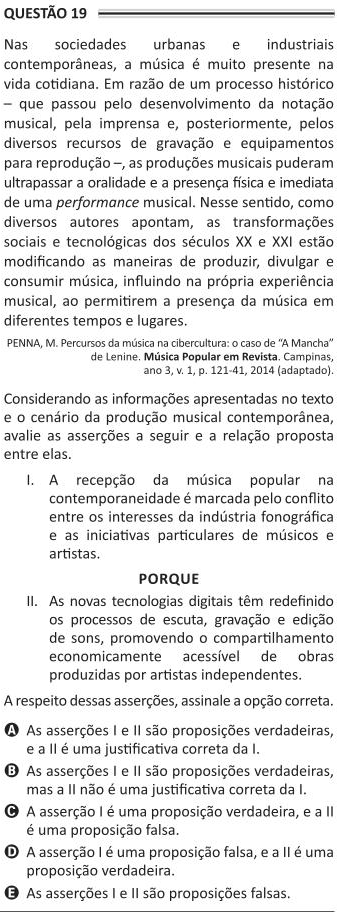 QUESTÃO 19
Nas sociedades urbanas e industriais
contemporâneas, a música é muito presente na
vida cotidiana. Em razão de um processo histórico
– que passou pelo desenvolvimento da notação
musical, pela imprensa e, posteriormente, pelos
diversos recursos de gravação e equipamentos
para reprodução –, as produções musicais puderam
ultrapassar a oralidade e a presença física e imediata
de uma performance musical. Nesse sentido, como
diversos autores apontam, as transformações
sociais e tecnológicas dos séculos XX e XXI estão
modificando as maneiras de produzir, divulgar e
consumir música, influindo na própria experiência
musical, ao permitirem a presença da música em
diferentes tempos e lugares.
PENNA, M. Percursos da música na cibercultura: o caso de “A Mancha”
de Lenine. Música Popular em Revista. Campinas,
ano 3, v. 1, p. 121-41, 2014 (adaptado).
Considerando as informações apresentadas no texto
e o cenário da produção musical contemporânea,
avalie as asserções a seguir e a relação proposta
entre elas.
I. A recepção da música popular na
contemporaneidade é marcada pelo conflito
entre os interesses da indústria fonográfica
e as iniciativas particulares de músicos e
artistas.
PORQUE
II. As novas tecnologias digitais têm redefinido
os processos de escuta, gravação e edição
de sons, promovendo o compartilhamento
economicamente acessível de obras
produzidas por artistas independentes.
A respeito dessas asserções, assinale a opção correta.
A As asserções I e II são proposições verdadeiras,
e a II é uma justificativa correta da I.
B As asserções I e II são proposições verdadeiras,
mas a II não é uma justificativa correta da I.
C A asserção I é uma proposição verdadeira, e a II
é uma proposição falsa.
D A asserção I é uma proposição falsa, e a II é uma
proposição verdadeira.
E As asserções I e II são proposições falsas.